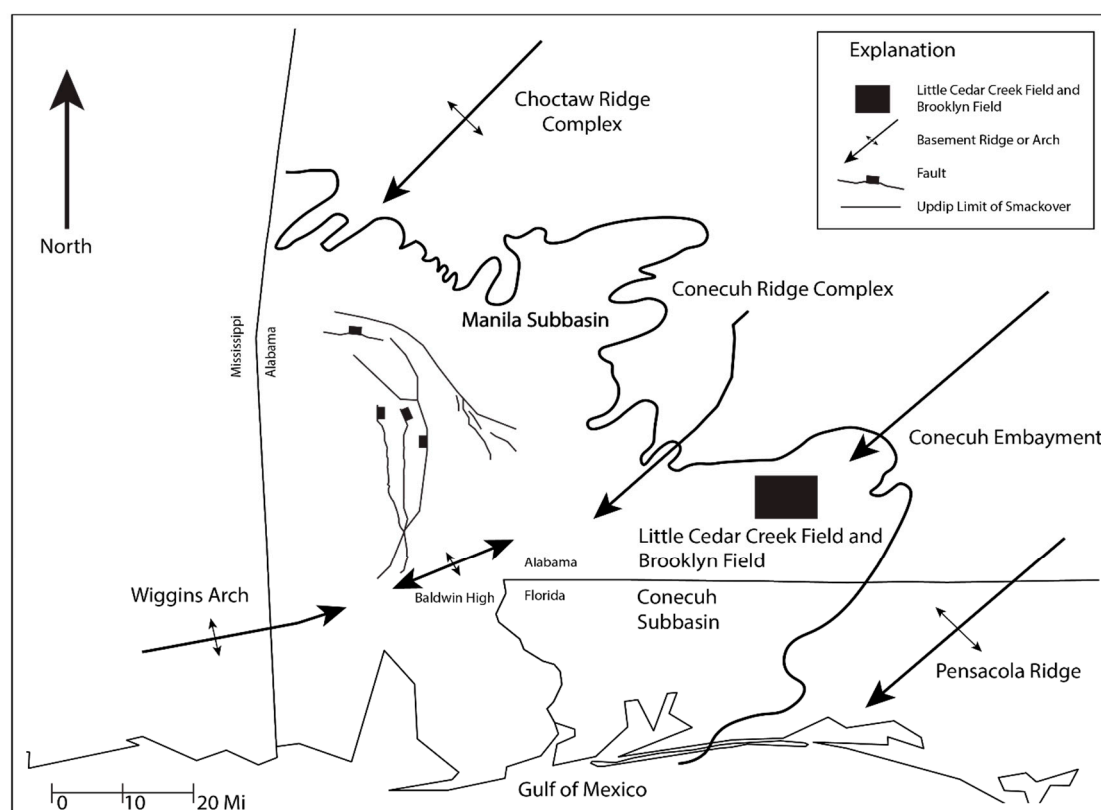 Explanation
Little Cedar Creek Field and
Brooklyn Field
Basement Ridge or Arch
Fault
Updip Limit of Smackover
North
Choctaw Ridge
Complex
Mississippi
Alabama
Manila Subbasin
Conecuh Ridge Complex
Conecuh Embayment
Little Cedar Creek Field and
Brooklyn Field
Alabama
Florida
Baldwin High
Wiggins Arch
Conecuh
Subbasin
Pensacola Ridge
Gulf of Mexico
0 10 20 Mi